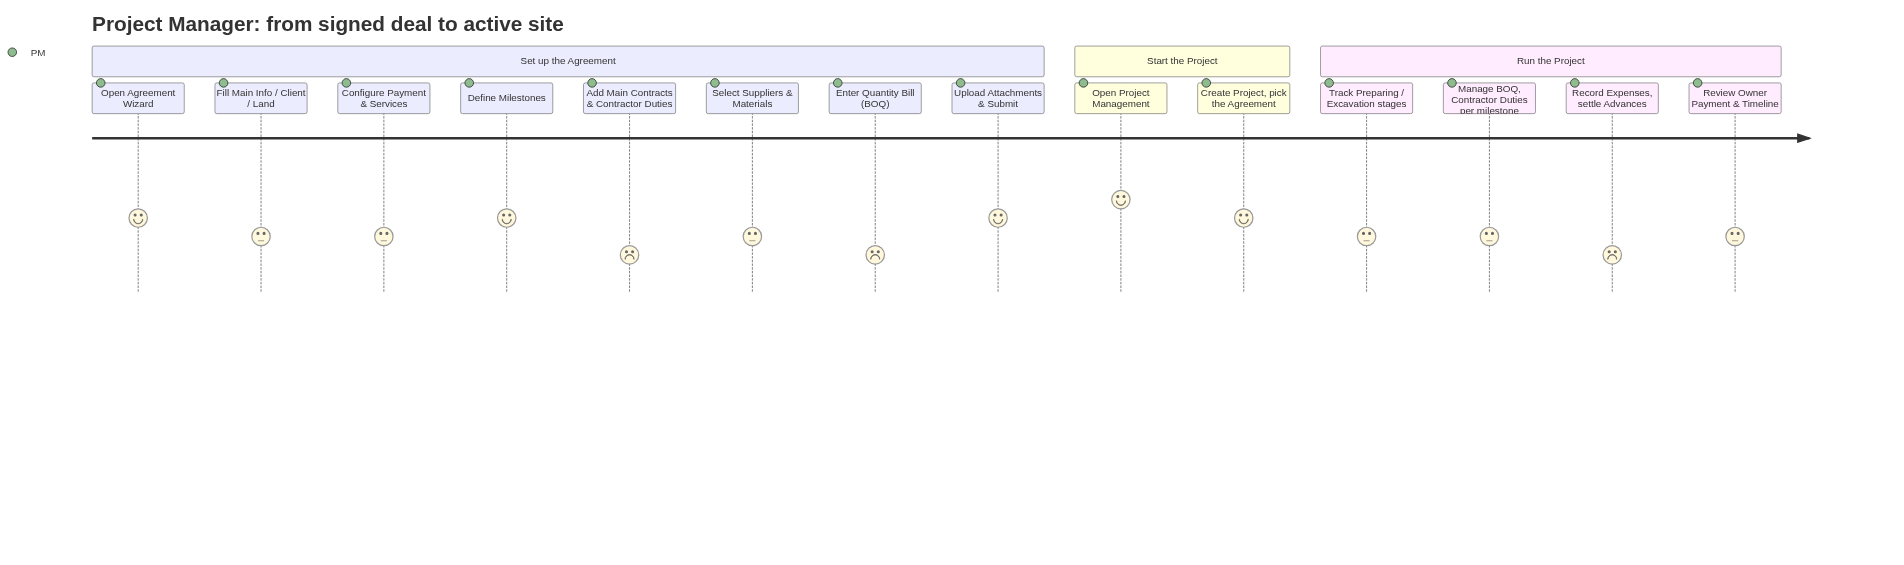 Project Manager: from signed deal to active site
PM
Set up the Agreement
Start the Project
Run the Project
Open Agreement
Wizard
Fill Main Info / Client
/ Land
Configure Payment
& Services
Define Milestones
Add Main Contracts
& Contractor Duties
Select Suppliers &
Materials
Enter Quantity Bill
(BOQ)
Upload Attachments
& Submit
Open Project
Management
Create Project, pick
the Agreement
Track Preparing /
Excavation stages
Manage BOQ,
Contractor Duties
per milestone
Record Expenses,
settle Advances
Review Owner
Payment & Timeline